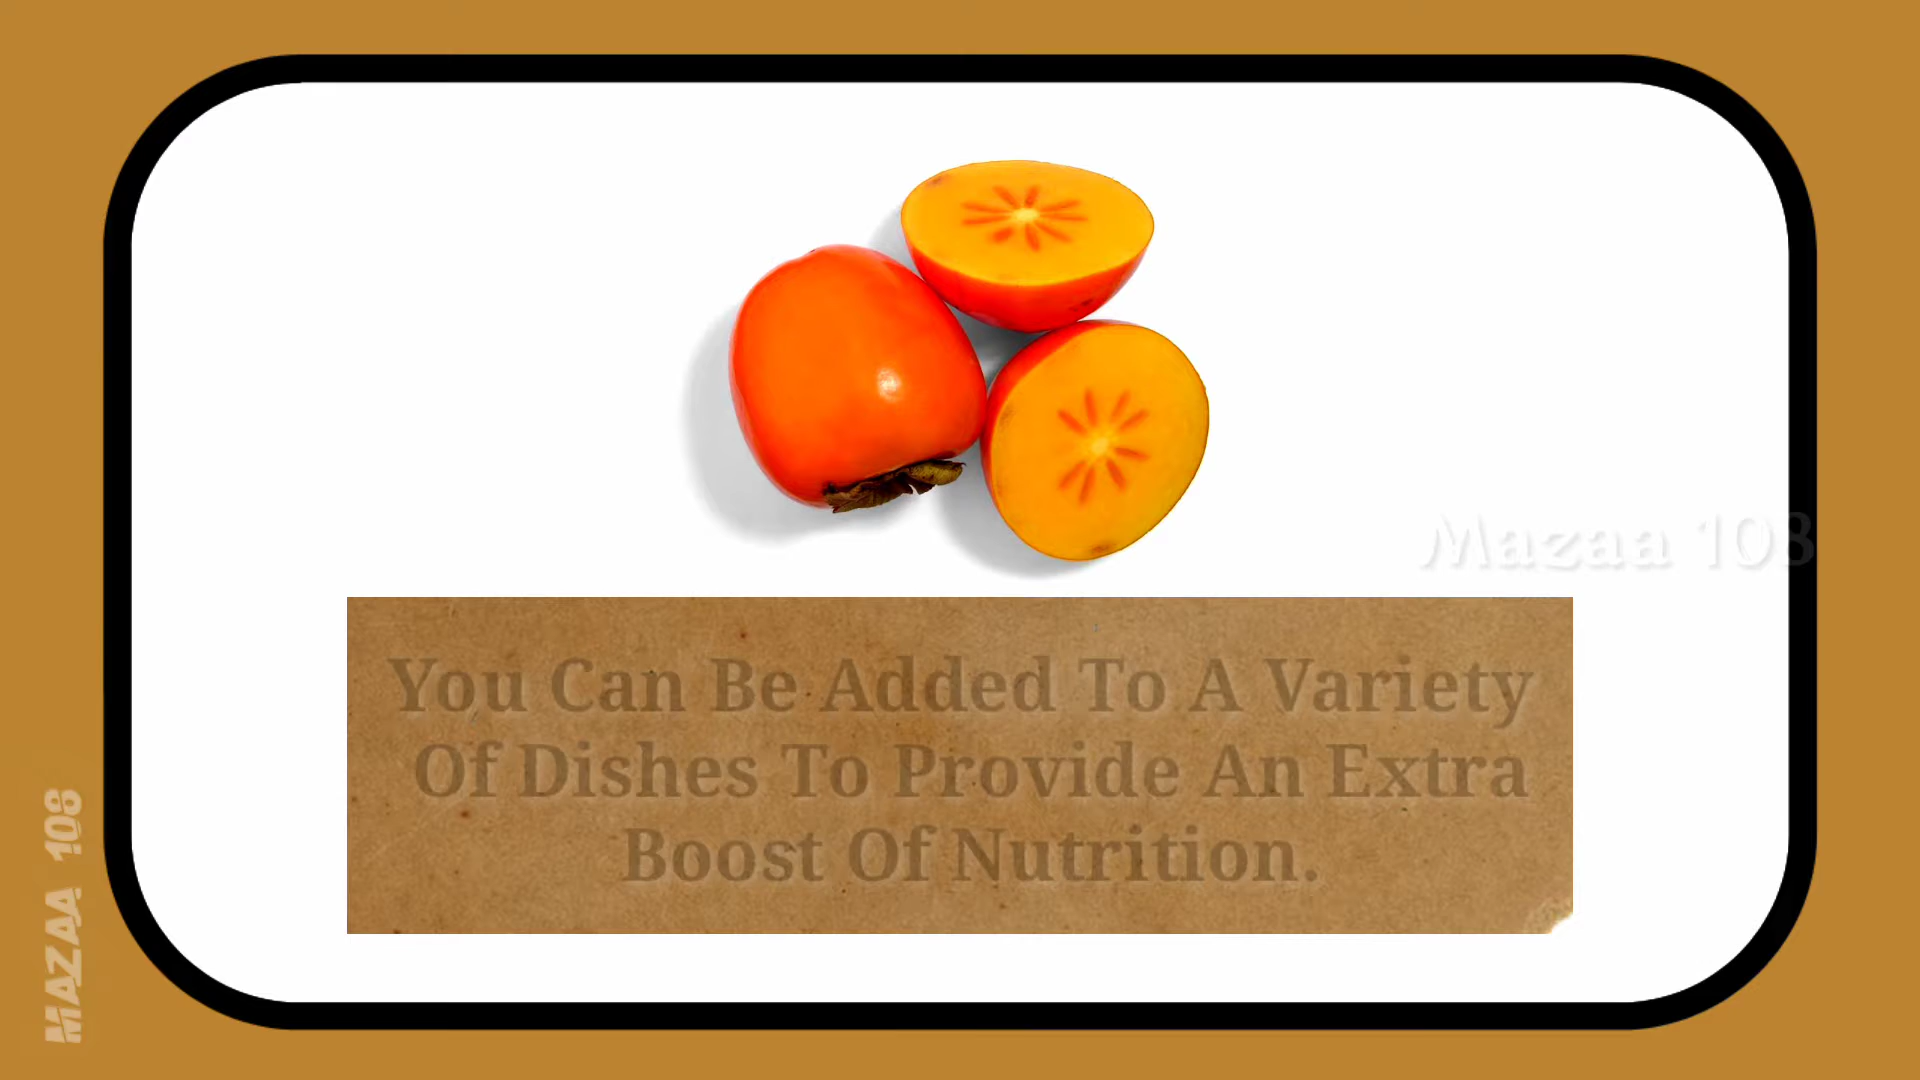 Mazaa 108
You Can Be Added To A Variety
Of Dishes To Provide An Extra
Boost Of Nutrition.
MAZAA 108